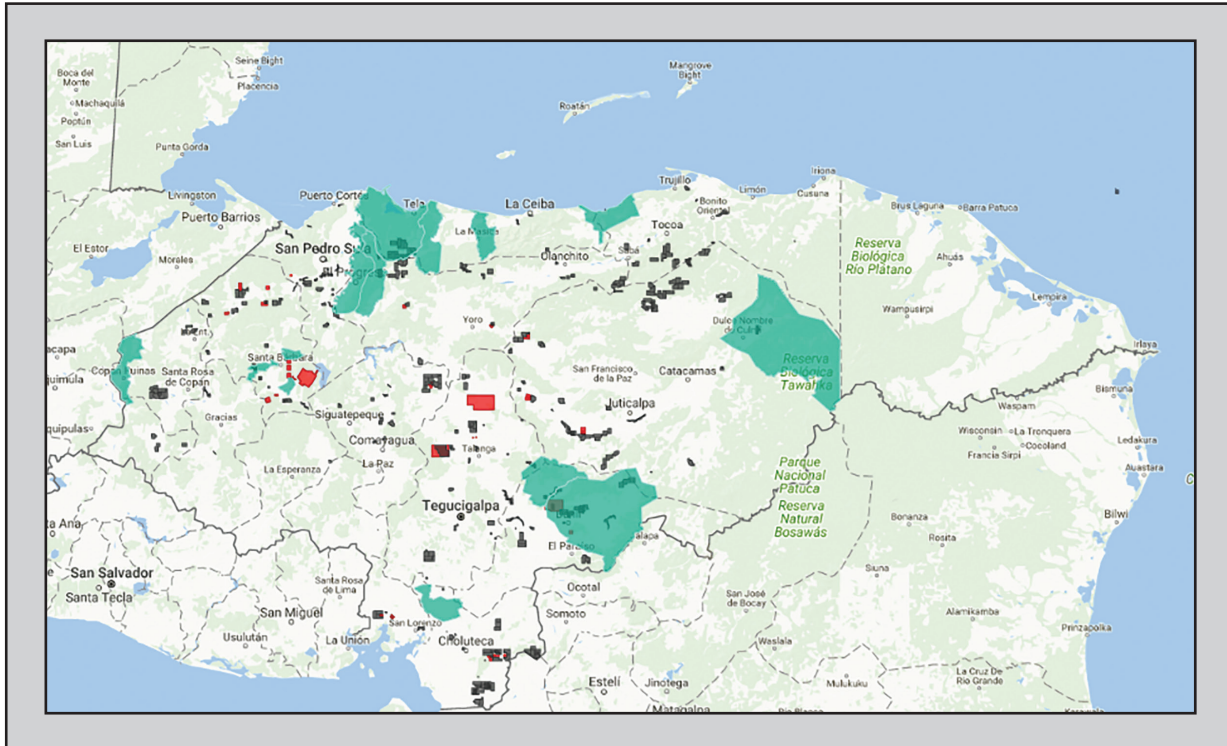 Seine Bight
Placencia
Boca del
Monte
Machaquilá
Poptún
San Luis
Punta Gorda
Mangrove
Bight
Roatán
Livingston
Puerto Barrios
Puerto Cortés
Tela
La Ceiba
Trujillo
Limón
Iriona
Cusuna
Bonito
Oriental
Tocoa
Brus Laguna
Barra Patuca
El Estor
Morales
San Pedro Sula
El Progreso
La Masica
Olanchito
Sabá
Reserva
Biológica
Río Plátano
Ahuás
Lempira
Wampusirpi
Yoro
Dulce Nombre
de Culmí
Irlaya
Santa Bárbara
Copán Ruinas
Santa Rosa
de Copán
San Francisco
de la Paz
Catacamas
Reserva
Biológica
Tawahka
Bismuna
Gracias
Siguatepeque
Juticalpa
Waspam
Comayagua
Wisconsin
La Tronquera
Cocoland
Francia Sirpi
Ledakura
La Esperanza
La Paz
Talanga
Parque
Nacional
Patuca
Reserva
Natural
Bosawás
Auastara
Tegucigalpa
Bonanza
Bilwi
Rosita
El Paraíso
San Salvador
Santa Tecla
Santa Rosa
de Lima
Ocotal
Siuna
San José
de Bocay
San Miguel
San Lorenzo
Somoto
Alamikamba
Usulután
La Unión
Choluteca
Waslala
Prinzapolka
Estelí
Jinotega
Mulukuku
La Cruz De
Río Grande
Matagalpa